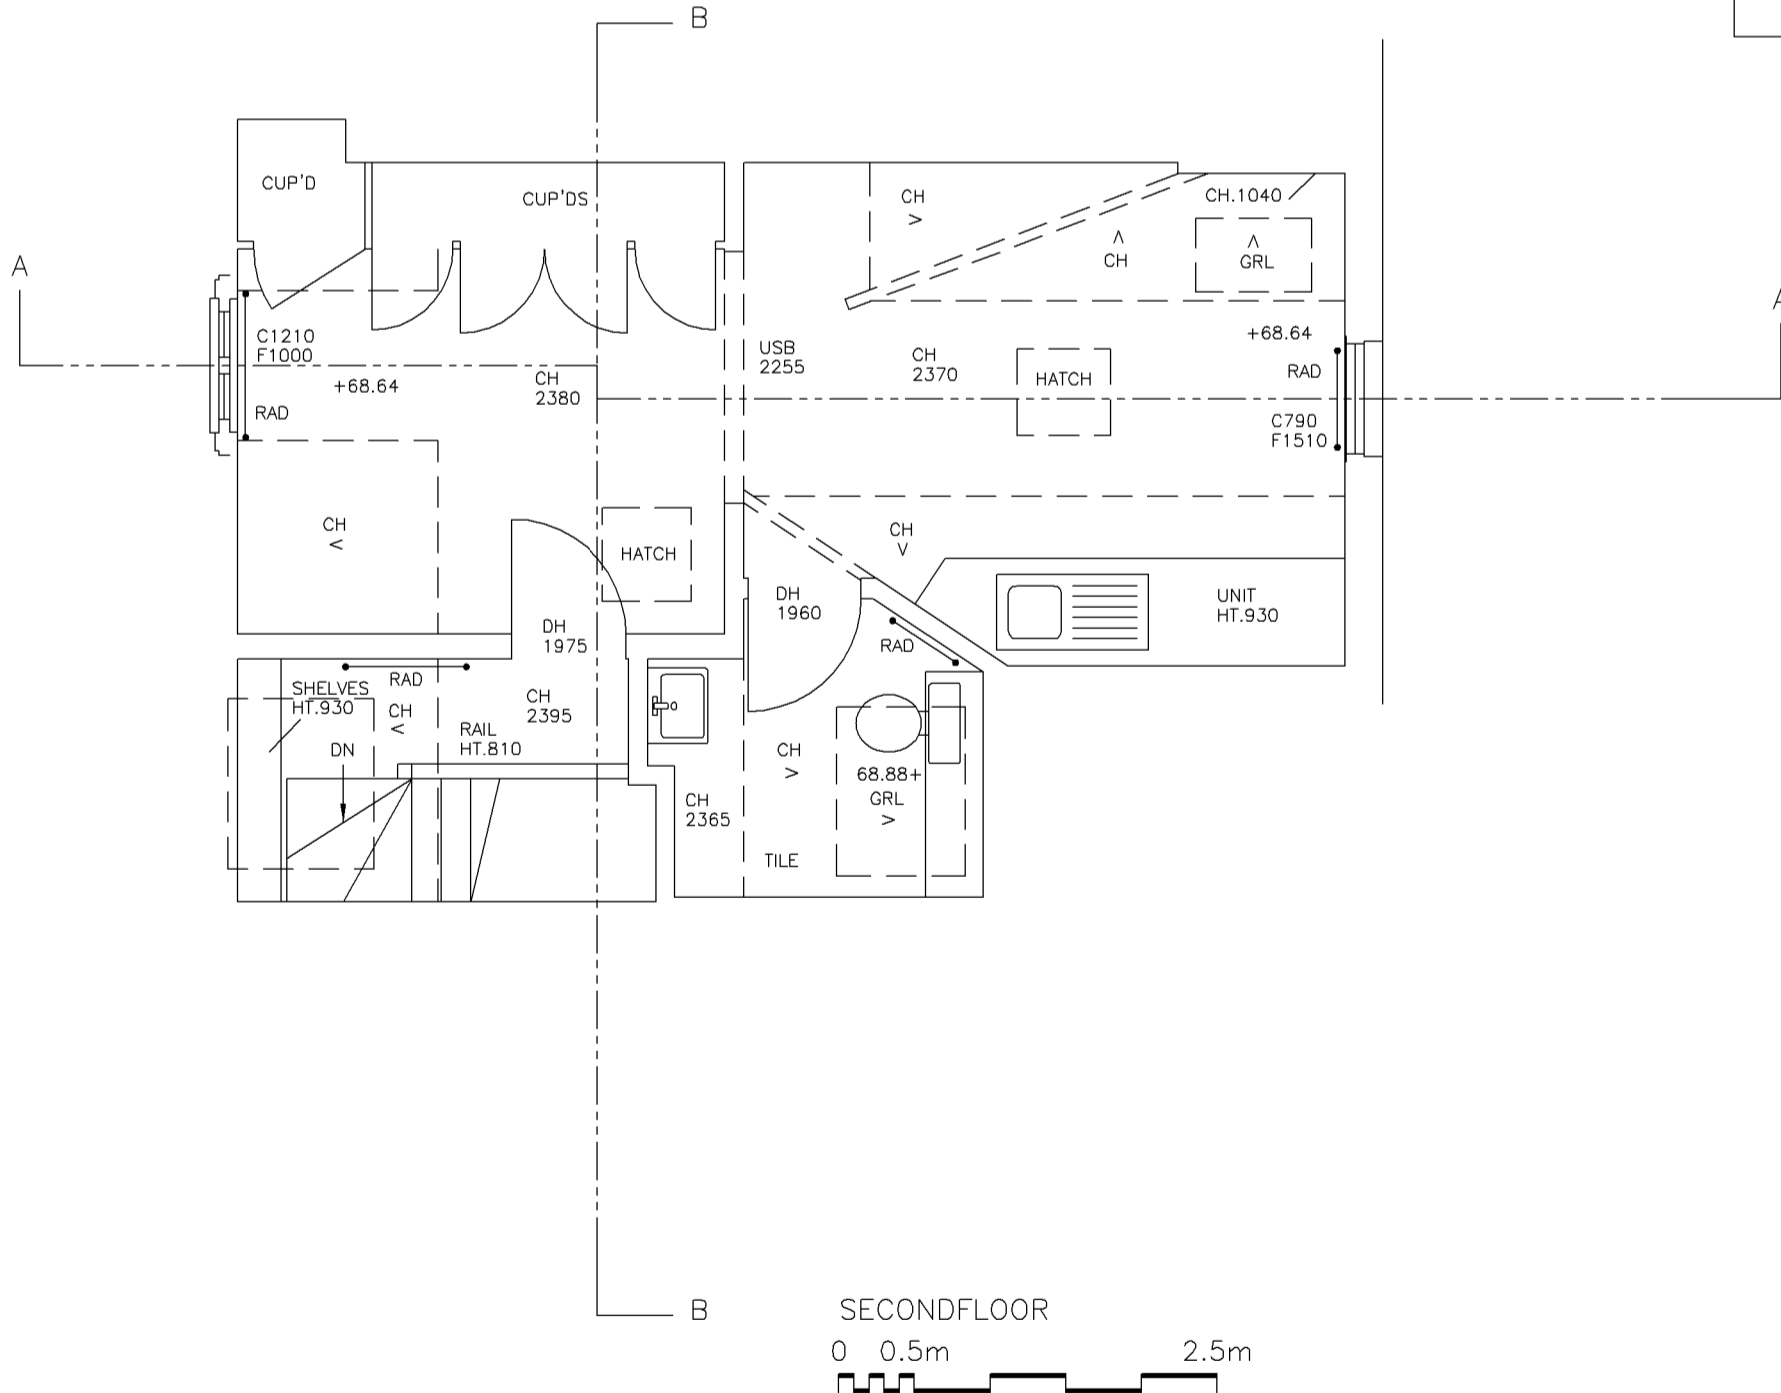 B
CUP'D
CUP'DS
CH
>
CH.1040
^
CH
^
GRL
A
A
C1210
F1000
+68.64
RAD
CH
2380
USB
2255
CH
2370
HATCH
+68.64
RAD
C790
F1510
CH
<
HATCH
CH
V
DH
1960
UNIT
HT.930
DH
1975
RAD
RAD
SHELVES
HT.930
CH
<
CH
2395
RAIL
HT.810
DN
CH
>
68.88+
GRL
>
CH
2365
TILE
B
SECONDFLOOR
0 0.5m 2.5m